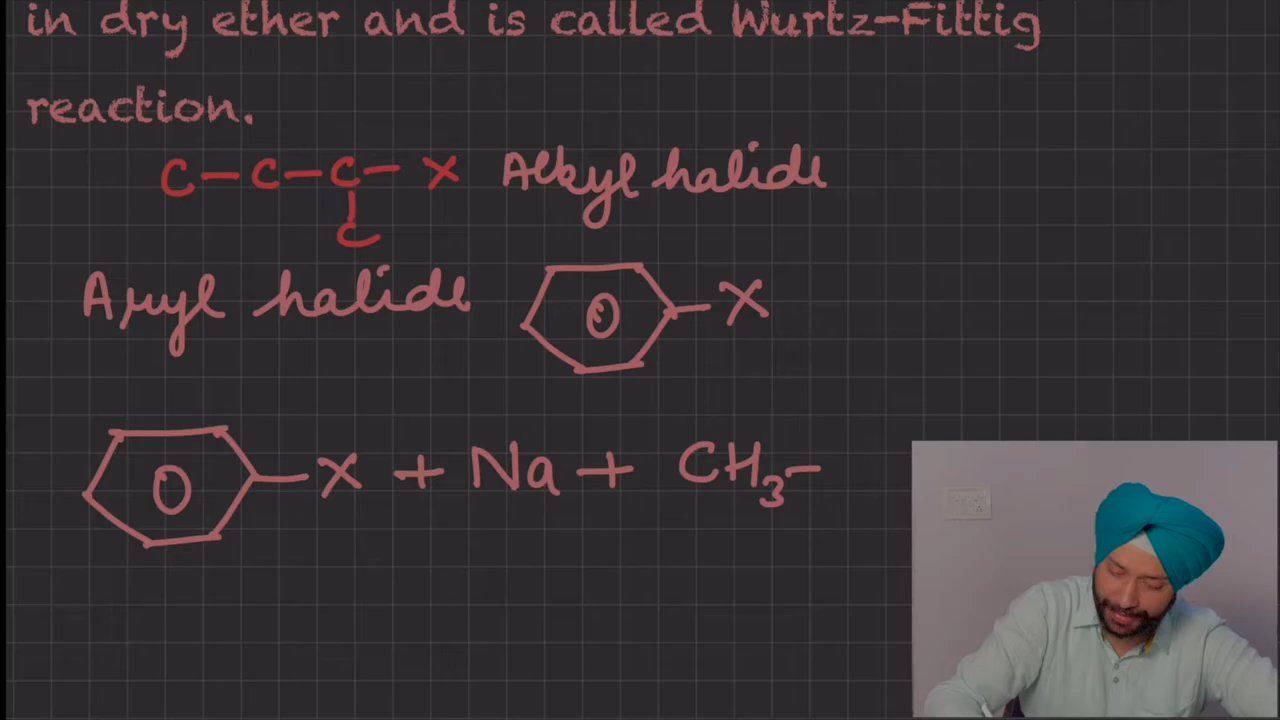 in dry ether and is called Wurtz-Fittig
reaction.
C-C-C-X Alkyl halide
C
Aryl halide X
X + Na + CH3-